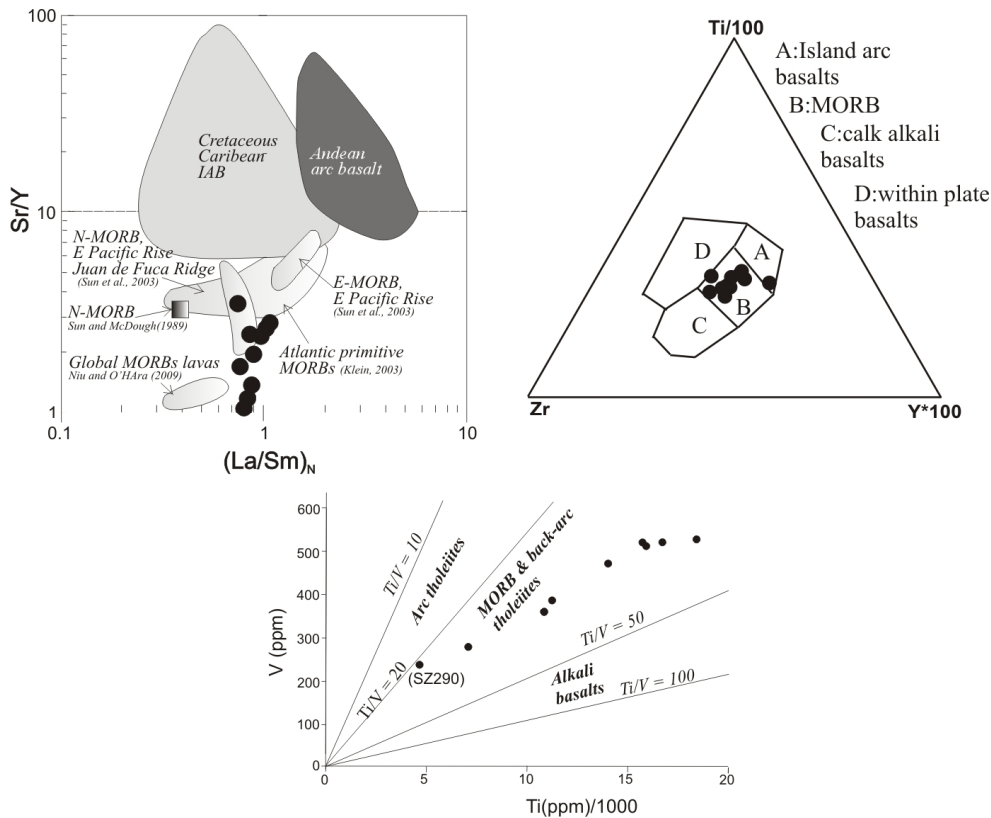 100
10
1
Sr/Y
0.1
1
10
(La/Sm)N
Cretaceous
Caribean
IAB
Andean
arc basalt
N-MORB,
E Pacific Rise
Juan de Fuca Ridge
(Sun et al., 2003)
N-MORB
Sun and McDough(1989)
Global MORBs lavas
Niu and O'HAra (2009)
E-MORB,
E Pacific Rise
(Sun et al., 2003)
Atlantic primitive
MORBs (Klein, 2003)
Ti/100
Zr
Y*100
D
A
B
C
A:Island arc
basalts
B:MORB
C:calk alkali
basalts
D:within plate
basalts
600
500
400
300
200
100
0
V (ppm)
0
5
10
15
20
Ti(ppm)/1000
Ti/V = 10
Arc tholeiites
Ti/V = 20
MORB & back-arc
tholeiites
Ti/V = 50
Alkali
basalts
Ti/V = 100
(SZ290)